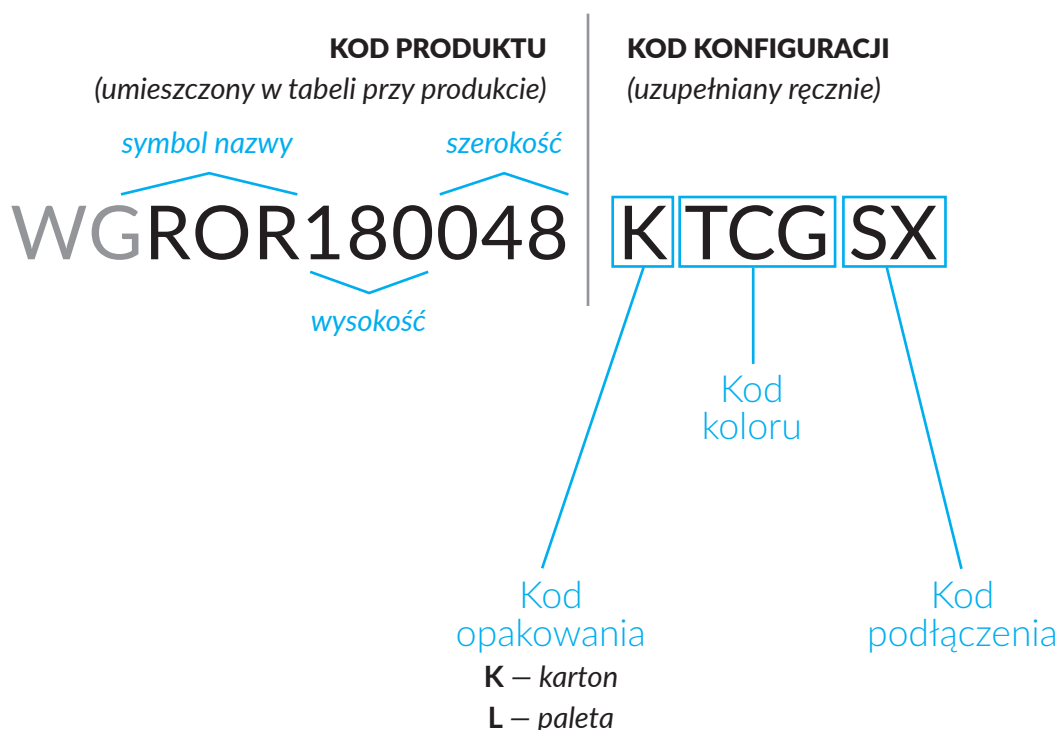 KOD PRODUKTU
(umieszczony w tabeli przy produkcie)
KOD KONFIGURACJI
(uzupełniany ręcznie)
symbol nazwy
szerokość
WGROR180048 K TCG SX
wysokość
Kod
koloru
Kod
opakowania
K – karton
L – paleta
Kod
podłączenia